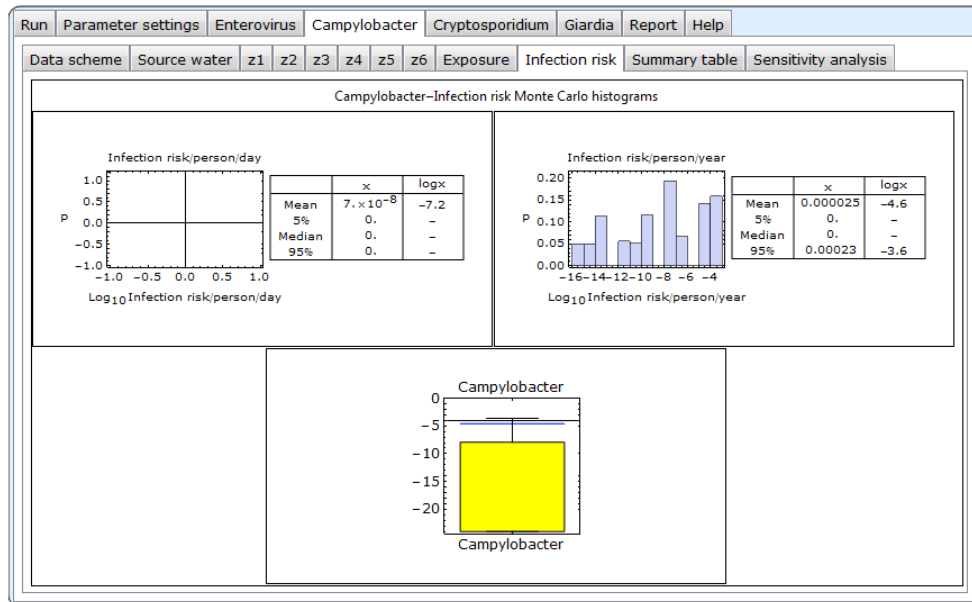 Run Parameter settings Enterovirus Campylobacter Cryptosporidium Giardia Report Help
Data scheme Source water z1 z2 z3 z4 z5 z6 Exposure Infection risk Summary table Sensitivity analysis
Campylobacter–Infection risk Monte Carlo histograms
Infection risk/person/day
1.0
0.5
P 0.0
−0.5
−1.0
−1.0 −0.5 0.0 0.5 1.0
Log10 Infection risk/person/day
x logx
Mean 7.×10−8 −7.2
5% 0. –
Median 0. –
95% 0. –
Infection risk/person/year
0.20
0.15
P 0.10
0.05
0.00
−16−14−12−10 −8 −6 −4
Log10 Infection risk/person/year
x logx
Mean 0.000025 −4.6
5% 0. –
Median 0. –
95% 0.00023 −3.6
Campylobacter
0
−5
−10
−15
−20
Campylobacter